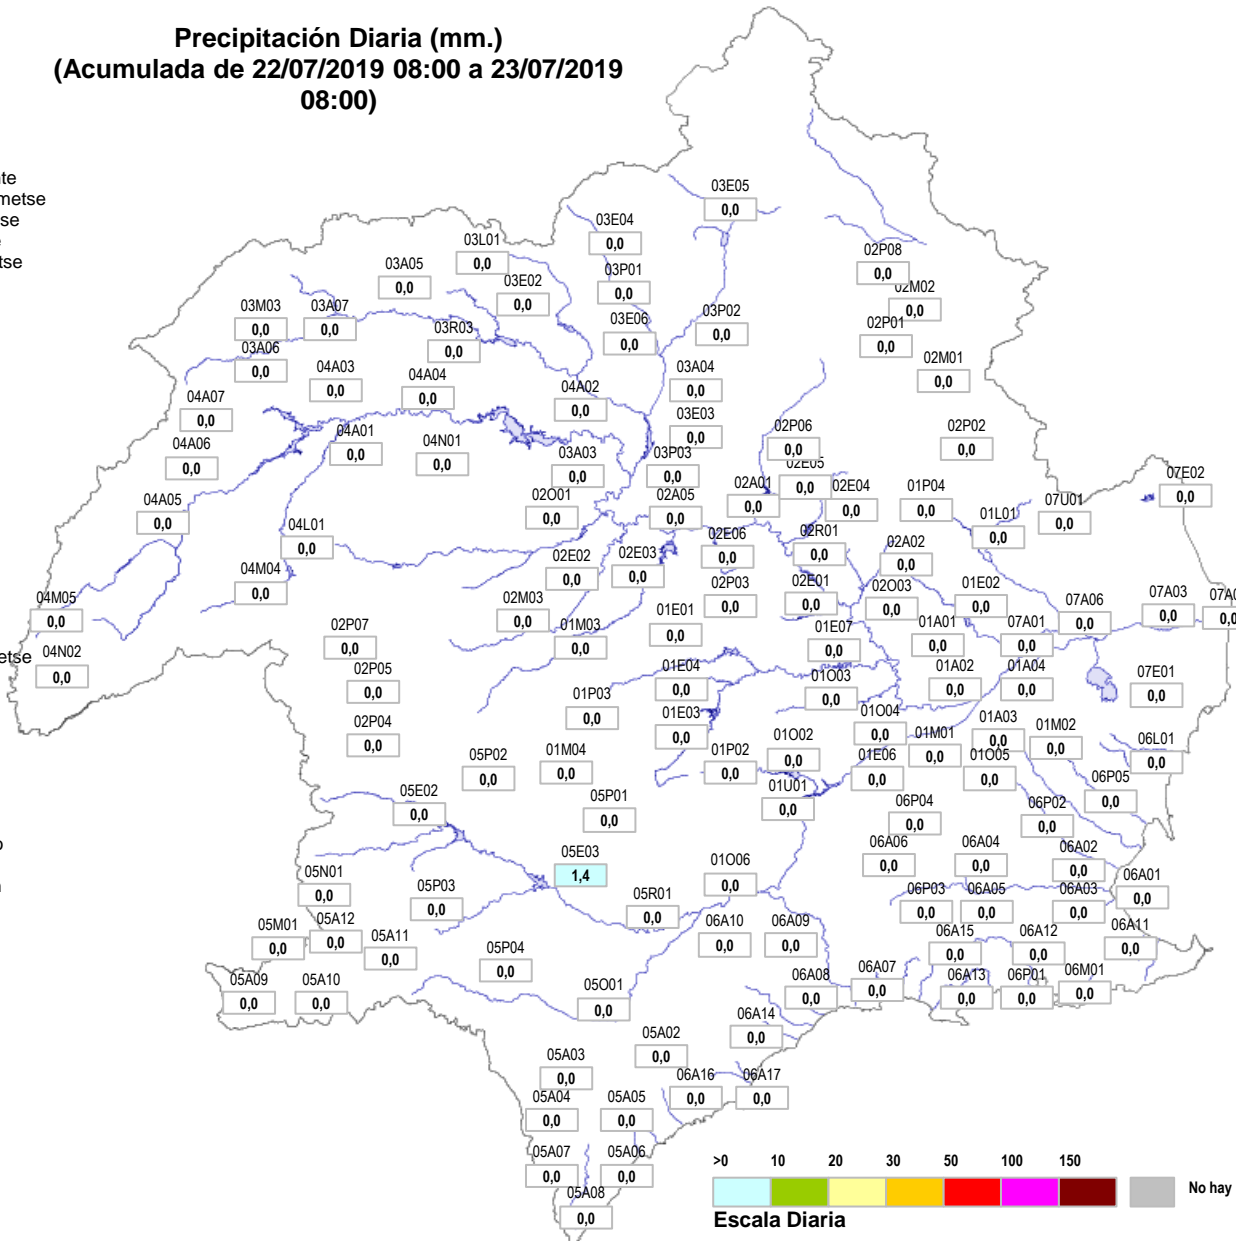 Precipitación Diaria (mm.)
(Acumulada de 22/07/2019 08:00 a 23/07/2019
08:00)
03E05
0,0
03E04
0,0
03L01
0,0
02P08
0,0
03A05
0,0
03P01
0,0
03E02
0,0
02M02
0,0
03M03
0,0
03A07
0,0
03R03
0,0
03E06
0,0
03P02
0,0
02P01
0,0
03A06
0,0
04A03
0,0
04A04
0,0
04A02
0,0
03A04
0,0
02M01
0,0
04A07
0,0
03E03
0,0
04A01
0,0
04N01
0,0
02P06
0,0
02P02
0,0
04A06
0,0
03A03
0,0
03P03
0,0
02E05
0,0
07E02
0,0
04A05
0,0
02O01
0,0
02A05
0,0
02A01
0,0
02E04
0,0
01P04
0,0
01L01
0,0
07U01
0,0
04L01
0,0
02E02
0,0
02E03
0,0
02E06
0,0
02R01
0,0
02A02
0,0
04M04
0,0
04M05
0,0
02M03
0,0
01E01
0,0
02P03
0,0
02E01
0,0
02O03
0,0
01E02
0,0
07A06
0,0
07A03
0,0
0,0
04N02
0,0
etse
02P07
0,0
01M03
0,0
01E07
0,0
01A01
0,0
07A01
0,0
02P05
0,0
01E04
0,0
01O03
0,0
01A02
0,0
01A04
0,0
07E01
0,0
02P04
0,0
01P03
0,0
01E03
0,0
01O04
0,0
01M01
0,0
01A03
0,0
01M02
0,0
06L01
0,0
05P02
0,0
01M04
0,0
01P02
0,0
01O02
0,0
01E06
0,0
01O05
0,0
06P05
0,0
05E02
0,0
05P01
0,0
01U01
0,0
06P04
0,0
06P02
0,0
05E03
1,4
01O06
0,0
06A06
0,0
06A04
0,0
06A02
0,0
05N01
0,0
05P03
0,0
05R01
0,0
06P03
0,0
06A05
0,0
06A03
0,0
06A01
0,0
05M01
0,0
05A12
0,0
05A11
0,0
05P04
0,0
06A10
0,0
06A09
0,0
06A15
0,0
06A12
0,0
06A11
0,0
05A09
0,0
05A10
0,0
05O01
0,0
06A08
0,0
06A07
0,0
06A13
0,0
06P01
0,0
06M01
0,0
06A14
0,0
05A02
0,0
05A03
0,0
06A16
0,0
06A17
0,0
05A04
0,0
05A05
0,0
05A07
0,0
05A06
0,0
05A08
0,0
>0 10 20 30 50 100 150
No hay
Escala Diaria